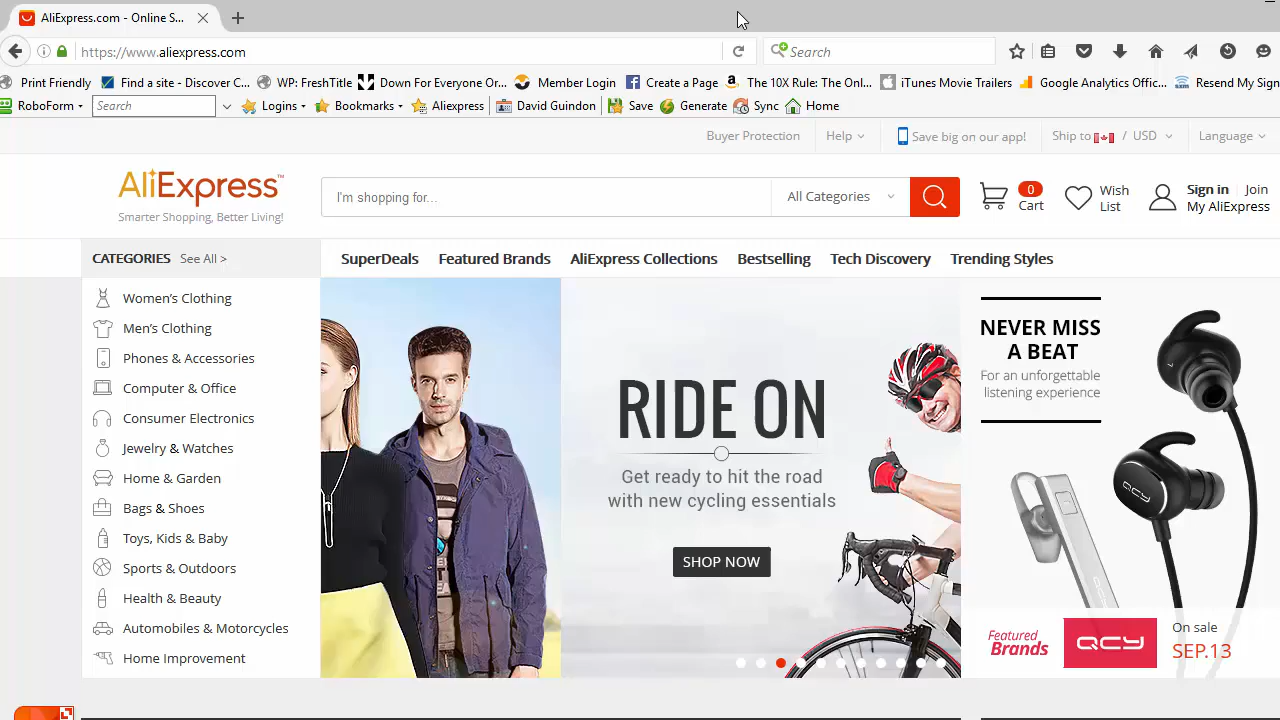 AliExpress.com - Online S...
https://www.aliexpress.com
Search
Print Friendly
Find a site - Discover C...
WP: FreshTitle
Down For Everyone Or...
Member Login
Create a Page
The 10X Rule: The Onl...
iTunes Movie Trailers
Google Analytics Offic...
Resend My Sign
RoboForm
Search
Logins
Bookmarks
Aliexpress
David Guindon
Save
Generate
Sync
Home
Buyer Protection
Help
Save big on our app!
Ship to / USD
Language
AliExpress™
Smarter Shopping, Better Living!
I'm shopping for...
All Categories
0
Cart
Wish
List
Sign in
Join
My AliExpress
CATEGORIES See All >
SuperDeals
Featured Brands
AliExpress Collections
Bestselling
Tech Discovery
Trending Styles
Women's Clothing
Men's Clothing
Phones & Accessories
Computer & Office
Consumer Electronics
Jewelry & Watches
Home & Garden
Bags & Shoes
Toys, Kids & Baby
Sports & Outdoors
Health & Beauty
Automobiles & Motorcycles
Home Improvement
RIDE ON
Get ready to hit the road
with new cycling essentials
SHOP NOW
NEVER MISS
A BEAT
For an unforgettable
listening experience
QCY
QCY
Featured
Brands
QCY
On sale
SEP.13